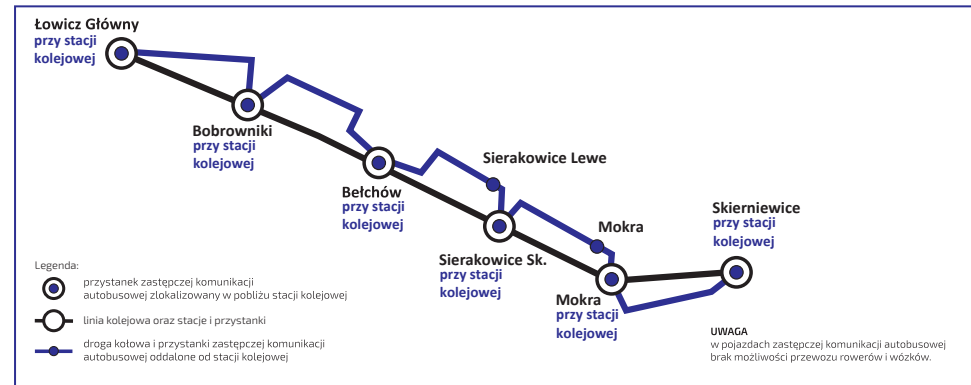 Łowicz Główny
przy stacji
kolejowej
Bobrowniki
przy stacji
kolejowej
Bełchów
przy stacji
kolejowej
Sierakowice Lewe
Sierakowice Sk.
przy stacji
kolejowej
Mokra
Mokra
przy stacji
kolejowej
Skierniewice
przy stacji
kolejowej
Legenda:
przystanek zastępczej komunikacji
autobusowej zlokalizowany w pobliżu stacji kolejowej
linia kolejowa oraz stacje i przystanki
droga kołowa i przystanki zastępczej komunikacji
autobusowej oddalone od stacji kolejowej
UWAGA
w pojazdach zastępczej komunikacji autobusowej
brak możliwości przewozu rowerów i wózków.